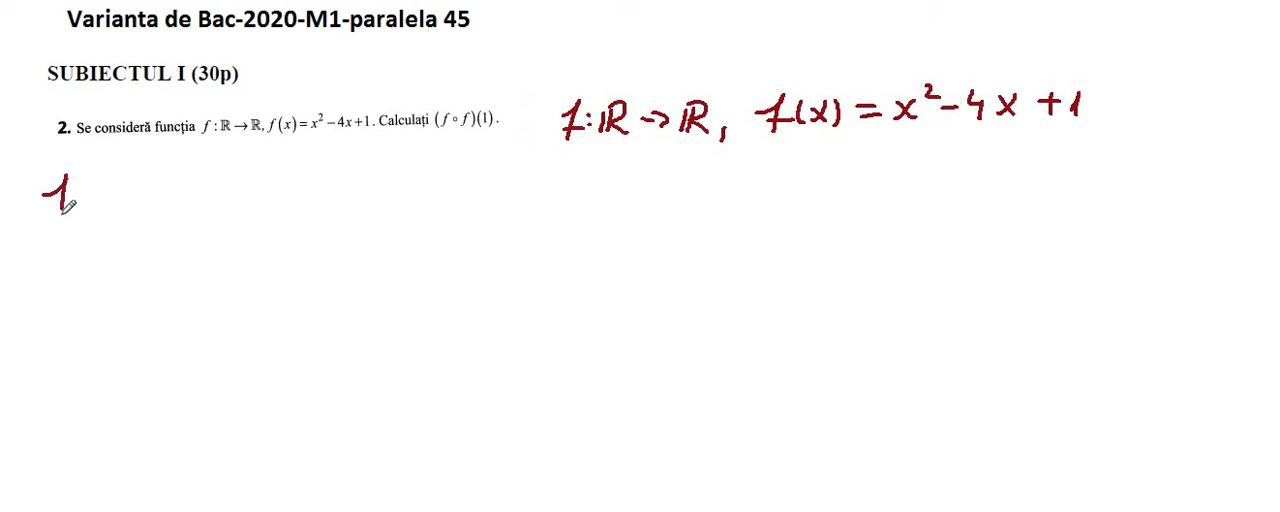 Varianta de Bac-2020-M1-paralela 45
SUBIECTUL I (30p)
2. Se consideră funcția f : ℝ → ℝ, f(x) = x² − 4x + 1. Calculați (f ∘ f)(1).
f: ℝ → ℝ, f(x) = x² − 4x + 1
f